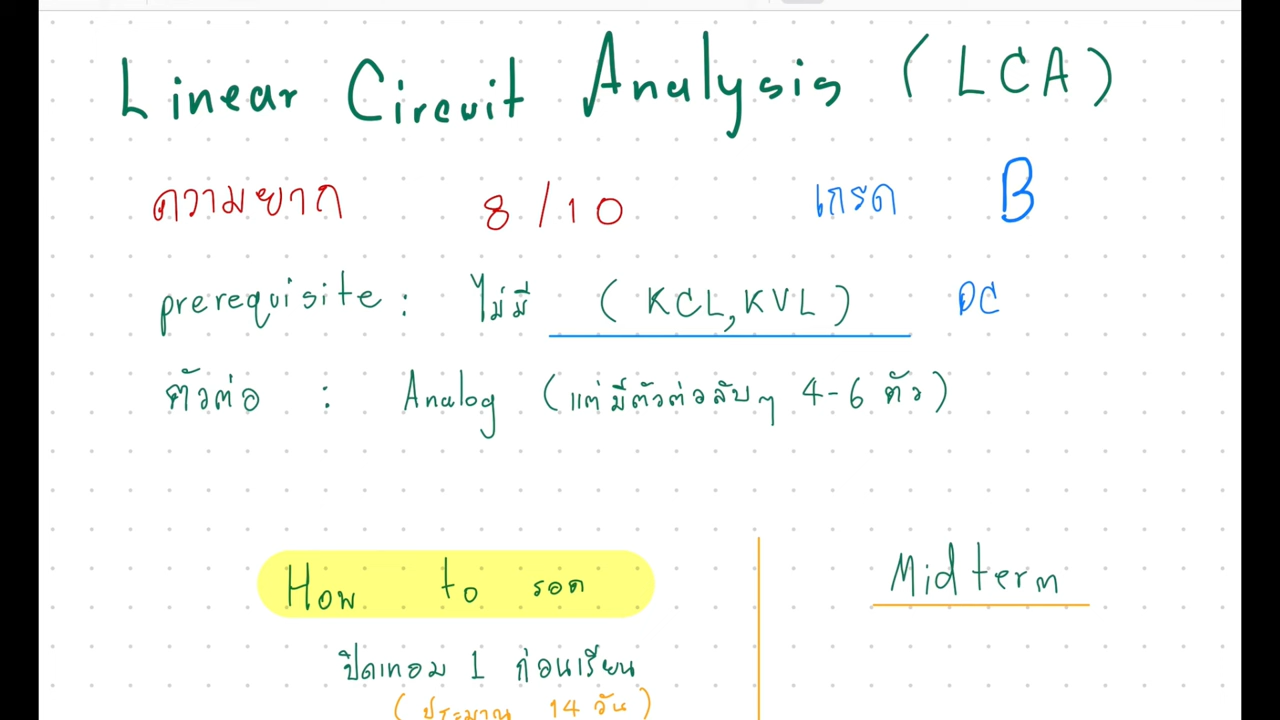 Linear Circuit Analysis (LCA)
ความยาก 8/10 เกรด B
prerequisite: ไม่มี (KCL,KVL) DC
ตัวต่อ : Analog (แต่มีตัวต่อลับๆ 4-6 ตัว)
How to รอด
ปิดเทอม 1 ก่อนเรียน
(ประมาณ 14 วัน)
Midterm